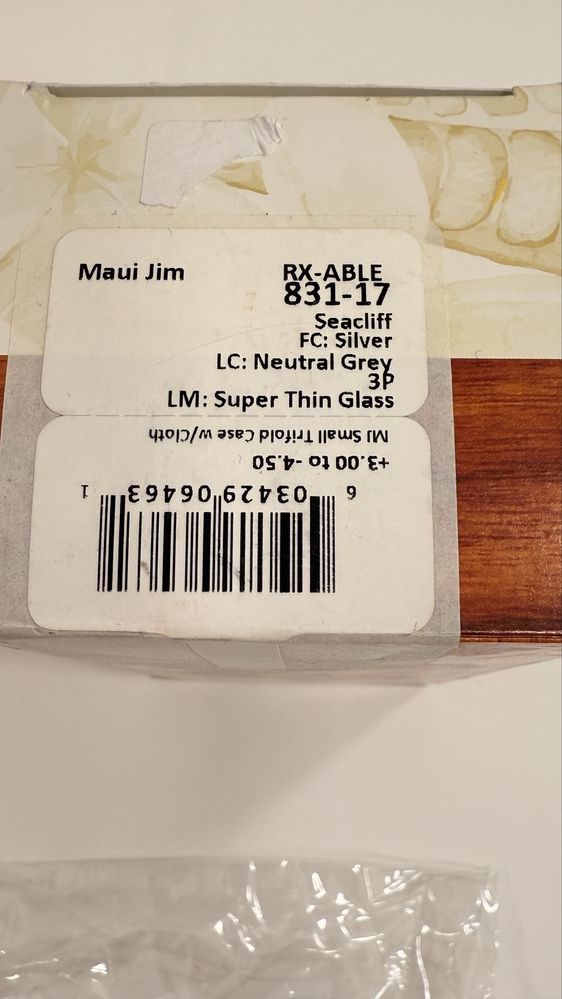 Maui Jim
RX-ABLE
831-17
Seacliff
FC: Silver
LC: Neutral Grey
3P
LM: Super Thin Glass
MJ Small Trifold Case w/Cloth
+3.00 to -4.50
6 03429 06463 1